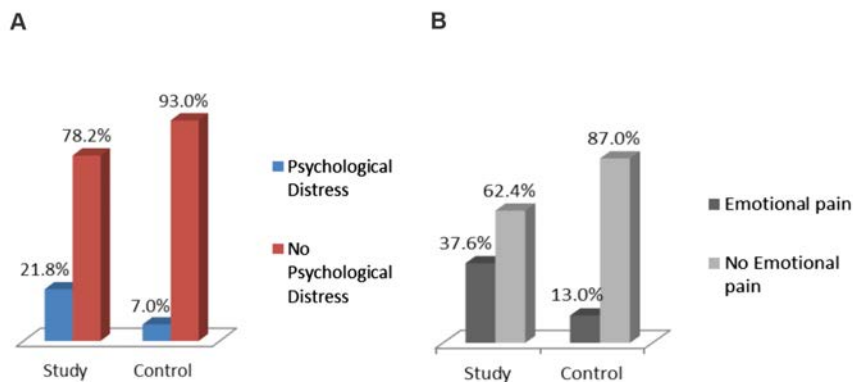 A
93.0%
78.2%
21.8%
7.0%
Study Control
Psychological
Distress
No
Psychological
Distress
B
87.0%
62.4%
37.6%
13.0%
Study Control
Emotional pain
No Emotional
pain